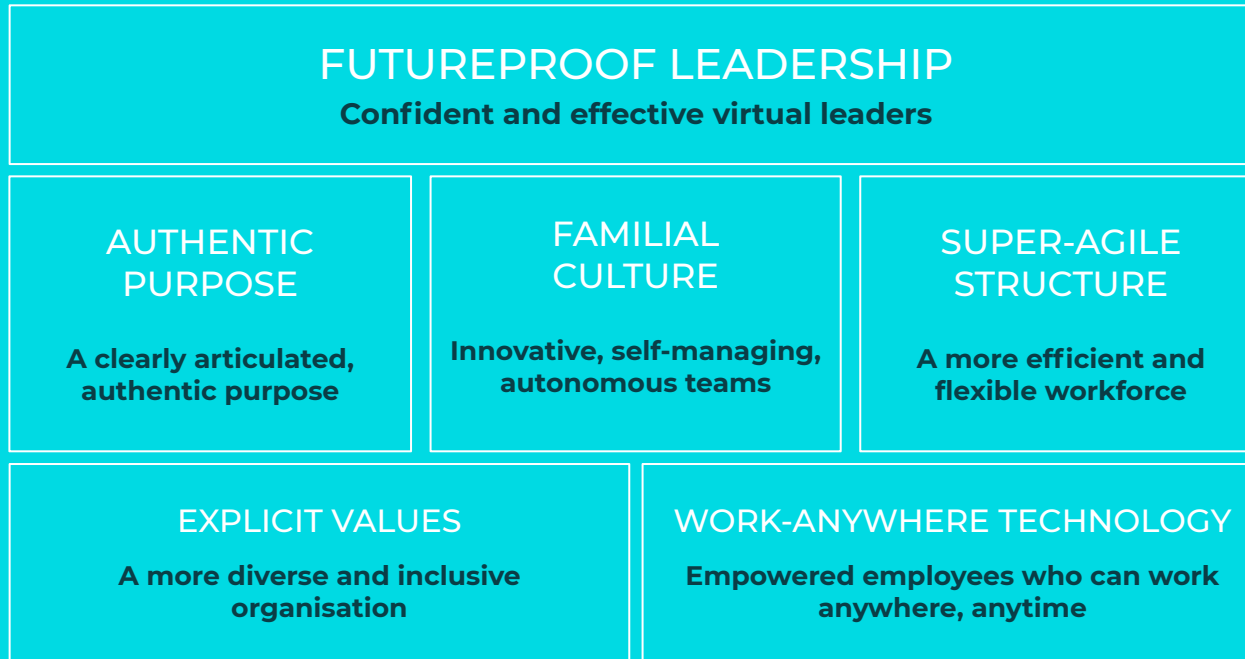 FUTUREPROOF LEADERSHIP
Confident and effective virtual leaders
AUTHENTIC
PURPOSE
A clearly articulated,
authentic purpose
FAMILIAL
CULTURE
Innovative, self-managing,
autonomous teams
SUPER-AGILE
STRUCTURE
A more efficient and
flexible workforce
EXPLICIT VALUES
A more diverse and inclusive
organisation
WORK-ANYWHERE TECHNOLOGY
Empowered employees who can work
anywhere, anytime